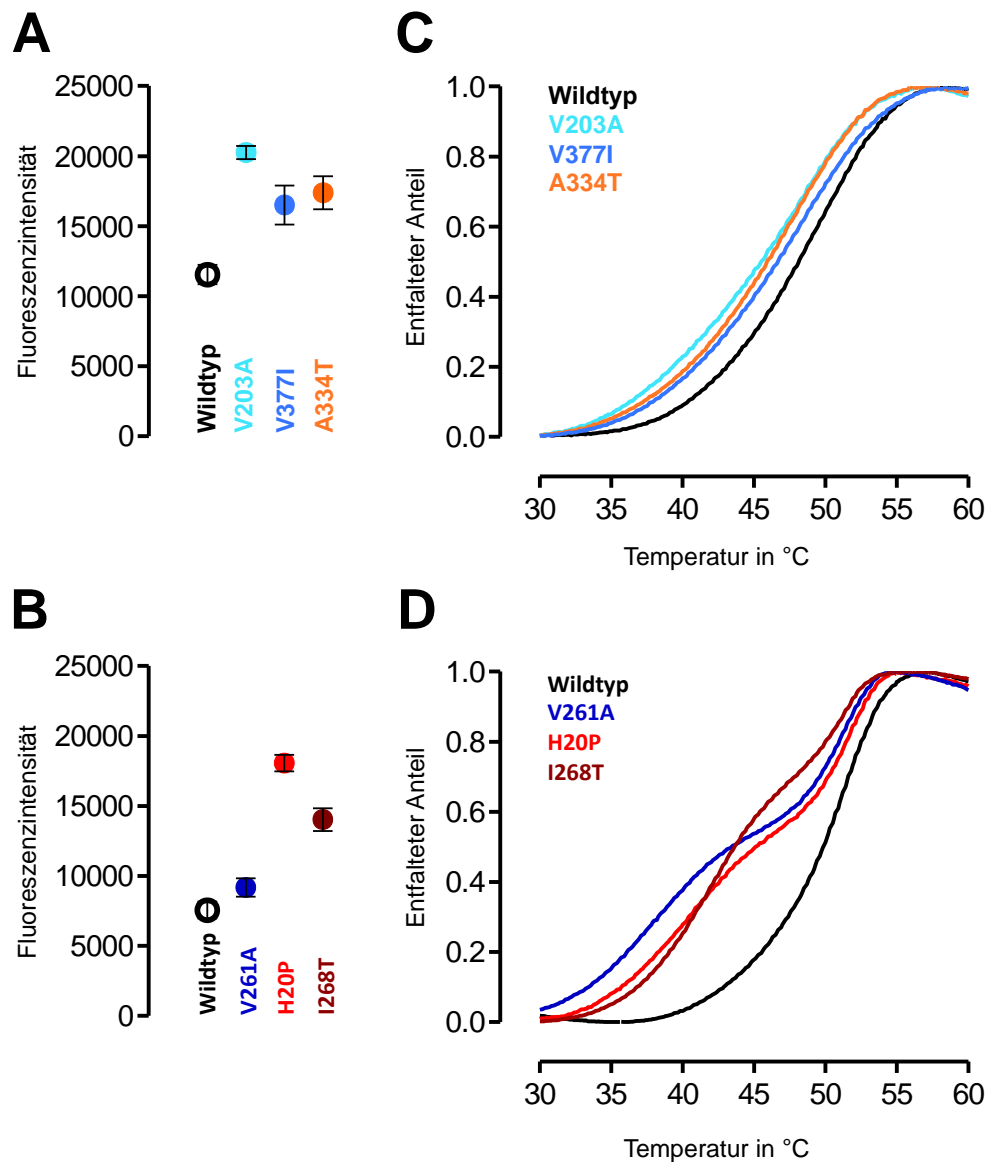 A
25000
20000
15000
10000
5000
0
Fluoreszenzintensität
Wildtyp
V203A
V377I
A334T
C
1.0
0.8
0.6
0.4
0.2
0.0
Entfalteter Anteil
Wildtyp
V203A
V377I
A334T
30 35 40 45 50 55 60
Temperatur in °C
B
25000
20000
15000
10000
5000
0
Fluoreszenzintensität
Wildtyp
V261A
H20P
I268T
D
1.0
0.8
0.6
0.4
0.2
0.0
Entfalteter Anteil
Wildtyp
V261A
H20P
I268T
30 35 40 45 50 55 60
Temperatur in °C